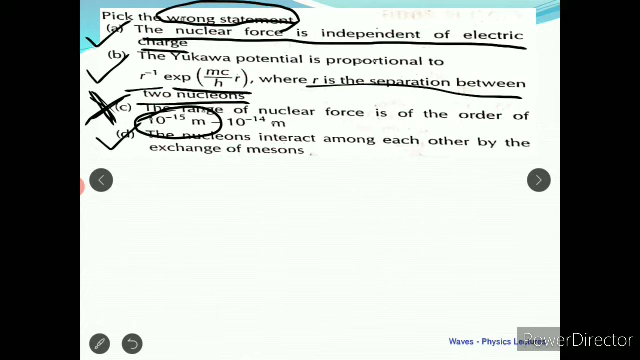 Pick the wrong statement
(a) The nuclear force is independent of electric
charge
(b) The Yukawa potential is proportional to
r⁻¹ exp (mc/h r), where r is the separation between
two nucleons
(c) The range of nuclear force is of the order of
10⁻¹⁵ m – 10⁻¹⁴ m
(d) The nucleons interact among each other by the
exchange of mesons
Waves - Physics Lectures
PowerDirector